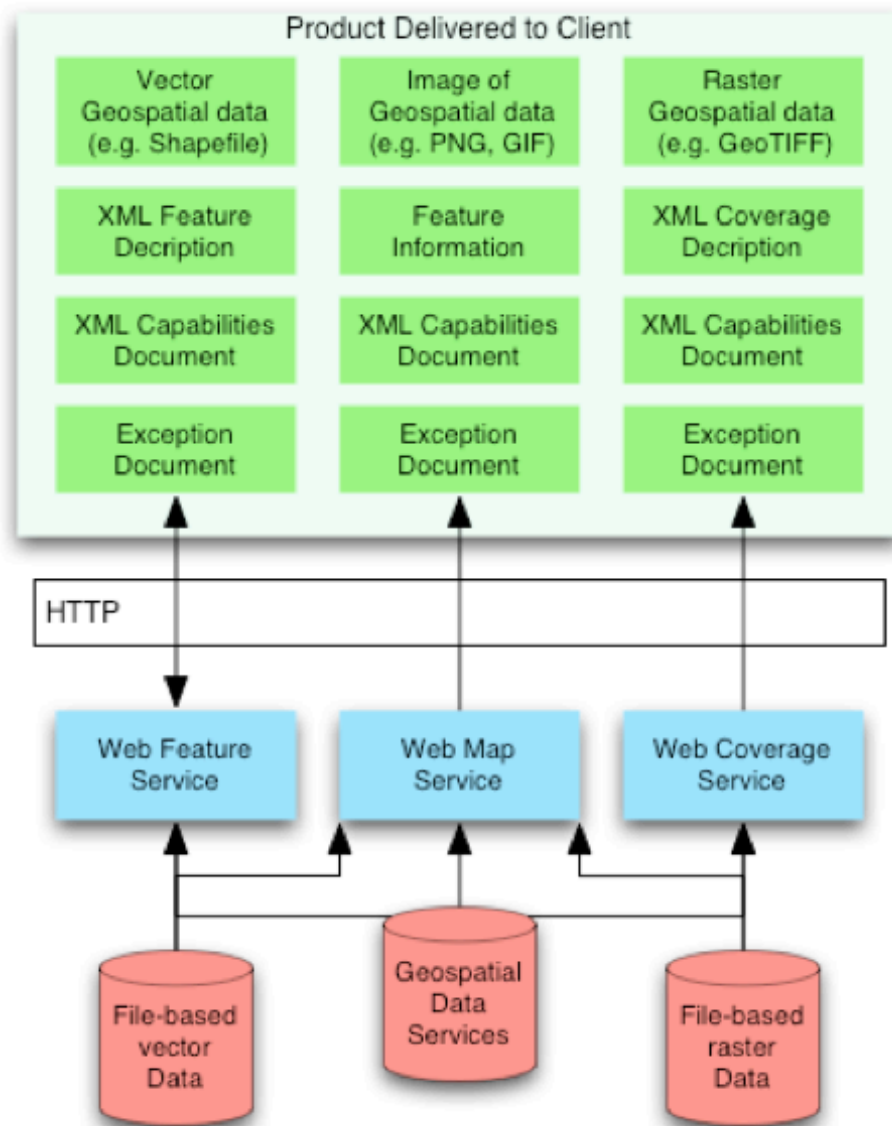 Product Delivered to Client
Vector
Geospatial data
(e.g. Shapefile)
Image of
Geospatial data
(e.g. PNG, GIF)
Raster
Geospatial data
(e.g. GeoTIFF)
XML Feature
Decription
Feature
Information
XML Coverage
Decription
XML Capabilities
Document
XML Capabilities
Document
XML Capabilities
Document
Exception
Document
Exception
Document
Exception
Document
HTTP
Web Feature
Service
Web Map
Service
Web Coverage
Service
File-based
vector
Data
Geospatial
Data
Services
File-based
raster
Data